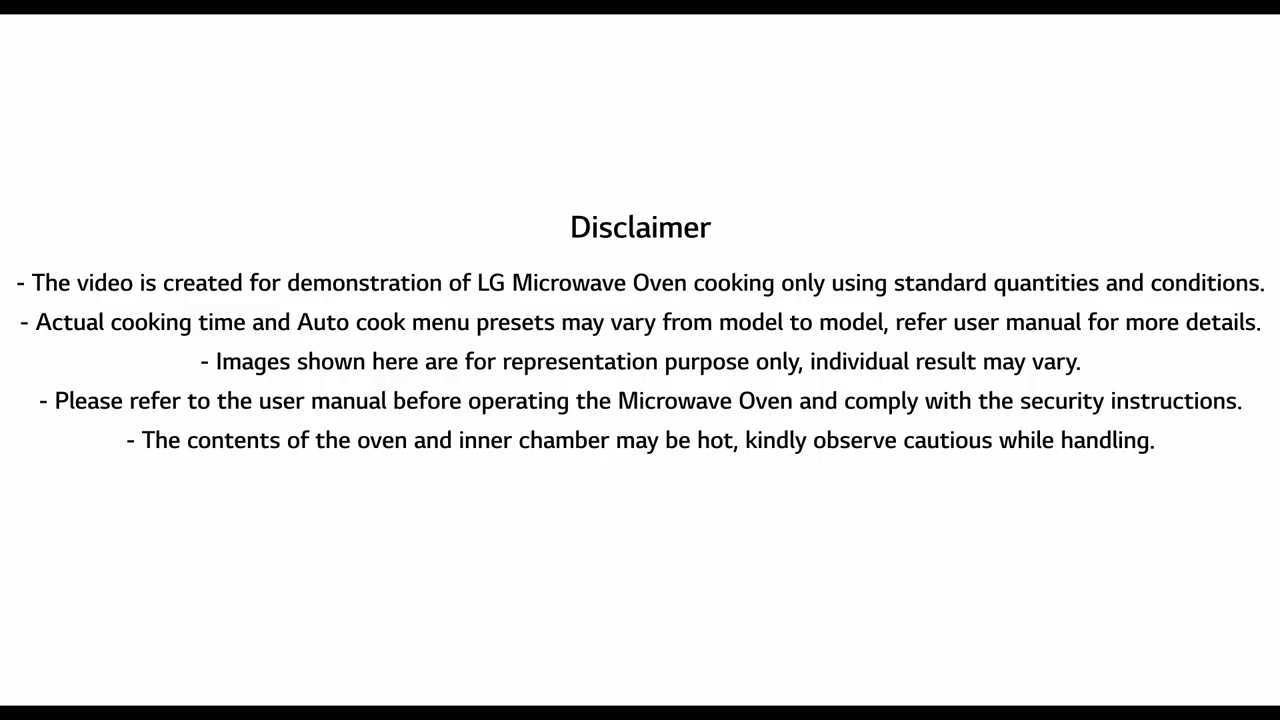 Disclaimer
- The video is created for demonstration of LG Microwave Oven cooking only using standard quantities and conditions.
- Actual cooking time and Auto cook menu presets may vary from model to model, refer user manual for more details.
- Images shown here are for representation purpose only, individual result may vary.
- Please refer to the user manual before operating the Microwave Oven and comply with the security instructions.
- The contents of the oven and inner chamber may be hot, kindly observe cautious while handling.